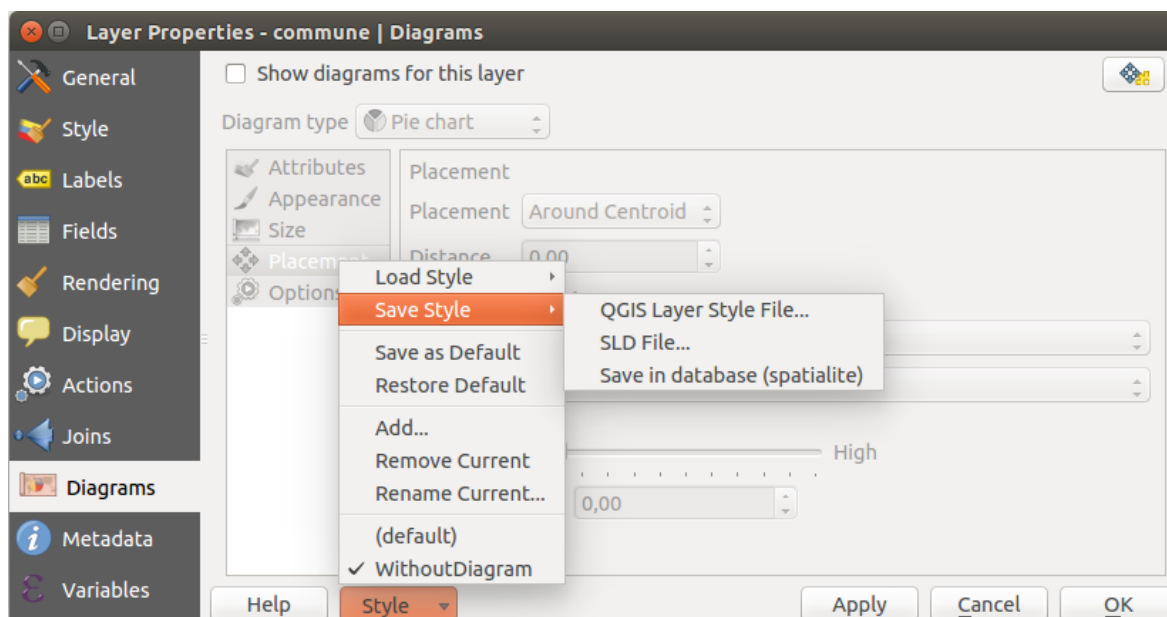 Layer Properties - commune | Diagrams
General
Style
abc Labels
Fields
Rendering
Display
Actions
Joins
Diagrams
Metadata
Variables
Show diagrams for this layer
Diagram type Pie chart
Attributes
Appearance
Size
Placem
Option
Placement
Placement Around Centroid
Distance 0,00
High
0,00
Load Style
Save Style
Save as Default
Restore Default
Add...
Remove Current
Rename Current...
(default)
WithoutDiagram
QGIS Layer Style File...
SLD File...
Save in database (spatialite)
Help
Style
Apply
Cancel
OK